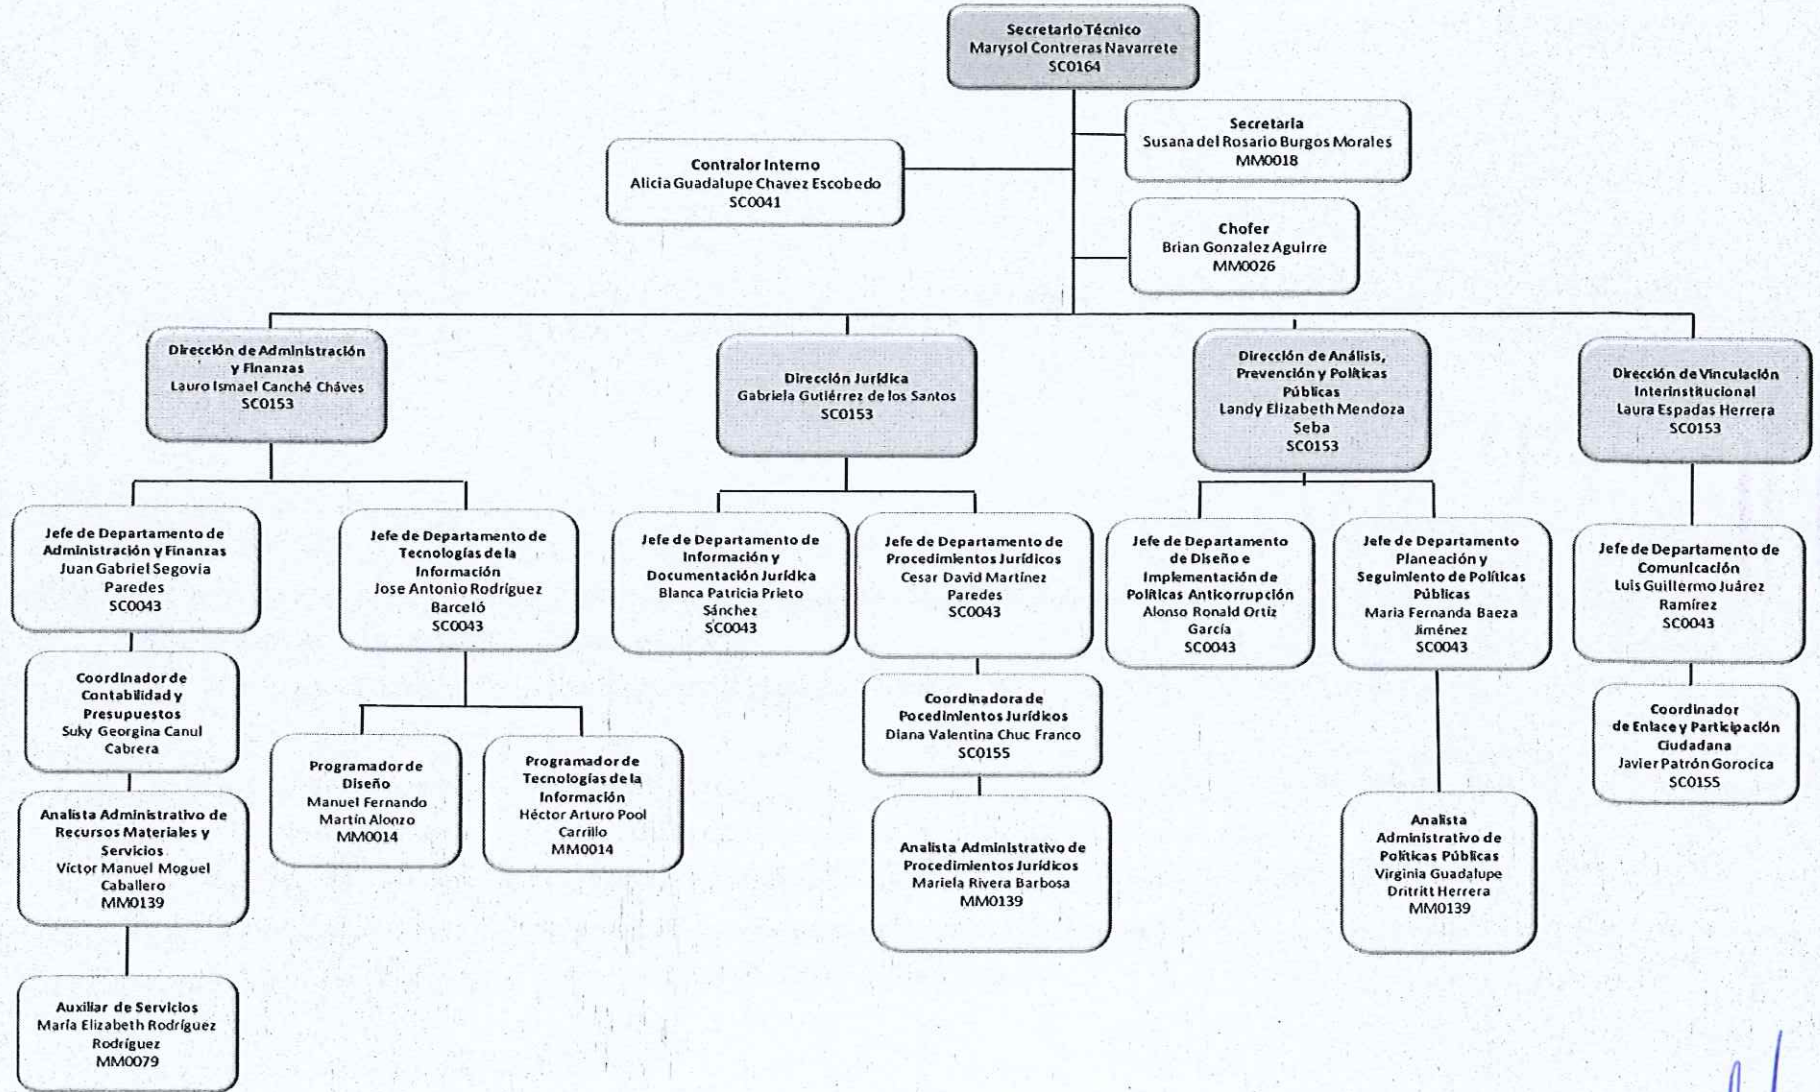 Secretario Técnico
Marysol Contreras Navarrete
SC0164
Secretaria
Susana del Rosario Burgos Morales
MM0018
Contralor Interno
Alicia Guadalupe Chavez Escobedo
SC0041
Chofer
Brian Gonzalez Aguirre
MM0026
Dirección de Administración
y Finanzas
Lauro Ismael Canché Cháves
SC0153
Dirección Jurídica
Gabriela Gutiérrez de los Santos
SC0153
Dirección de Análisis,
Prevención y Políticas
Públicas
Landy Elizabeth Mendoza
Seba
SC0153
Dirección de Vinculación
Interinstitucional
Laura Espadas Herrera
SC0153
Jefe de Departamento de
Administración y Finanzas
Juan Gabriel Segovia
Paredes
SC0043
Jefe de Departamento de
Tecnologías de la
Información
Jose Antonio Rodríguez
Barceló
SC0043
Jefe de Departamento de
Información y
Documentación Jurídica
Blanca Patricia Prieto
Sánchez
SC0043
Jefe de Departamento de
Procedimientos Jurídicos
Cesar David Martínez
Paredes
SC0043
Jefe de Departamento
de Diseño e
Implementación de
Políticas Anticorrupción
Alonso Ronald Ortiz
García
SC0043
Jefe de Departamento
Planeación y
Seguimiento de Políticas
Públicas
Maria Fernanda Baeza
Jiménez
SC0043
Jefe de Departamento de
Comunicación
Luis Guillermo Juárez
Ramírez
SC0043
Coordinador de
Contabilidad y
Presupuestos
Suky Georgina Canul
Cabrera
Programador de
Diseño
Manuel Fernando
Martín Alonzo
MM0014
Programador de
Tecnologías de la
Información
Héctor Arturo Pool
Carrillo
MM0014
Coordinadora de
Pocedimientos Jurídicos
Diana Valentina Chuc Franco
SC0155
Coordinador
de Enlace y Participación
Ciudadana
Javier Patrón Gorocica
SC0155
Analista Administrativo de
Recursos Materiales y
Servicios
Víctor Manuel Moguel
Caballero
MM0139
Analista Administrativo de
Procedimientos Jurídicos
Mariela Rivera Barbosa
MM0139
Analista
Administrativo de
Políticas Públicas
Virginia Guadalupe
Dritritt Herrera
MM0139
Auxiliar de Servicios
María Elizabeth Rodríguez
Rodríguez
MM0079